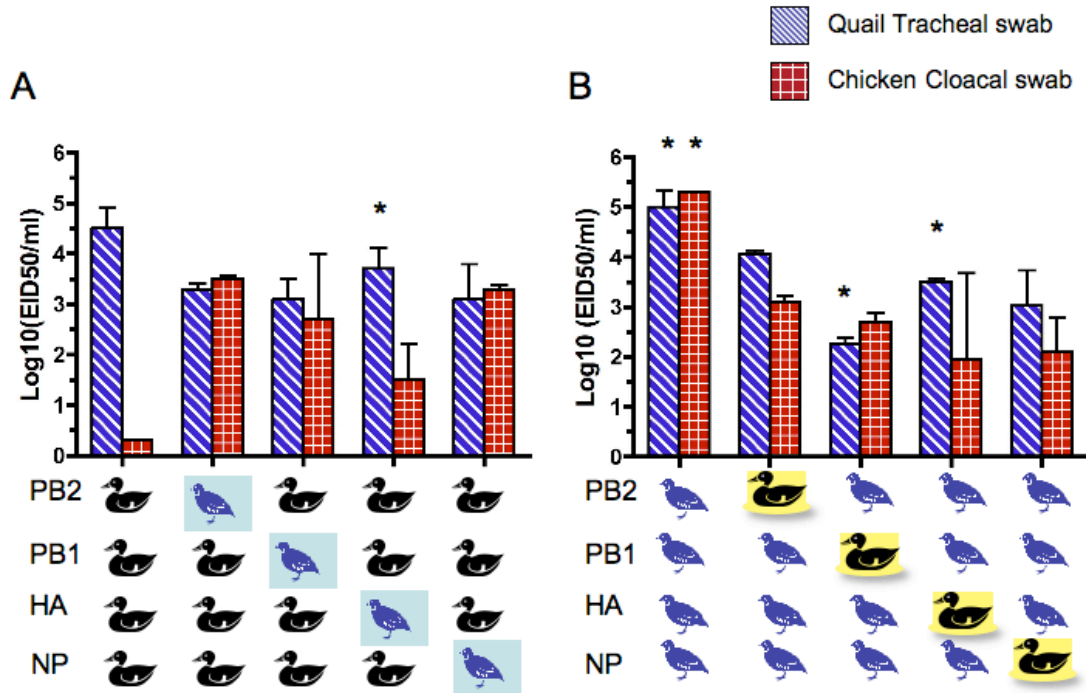 Quail Tracheal swab
Chicken Cloacal swab
A
B
Log10(EID50/ml)
6
5
4
3
2
1
0
*
Log10 (EID50/ml)
6
5
4
3
2
1
0
* *
*
*
PB2
PB1
HA
NP
PB2
PB1
HA
NP